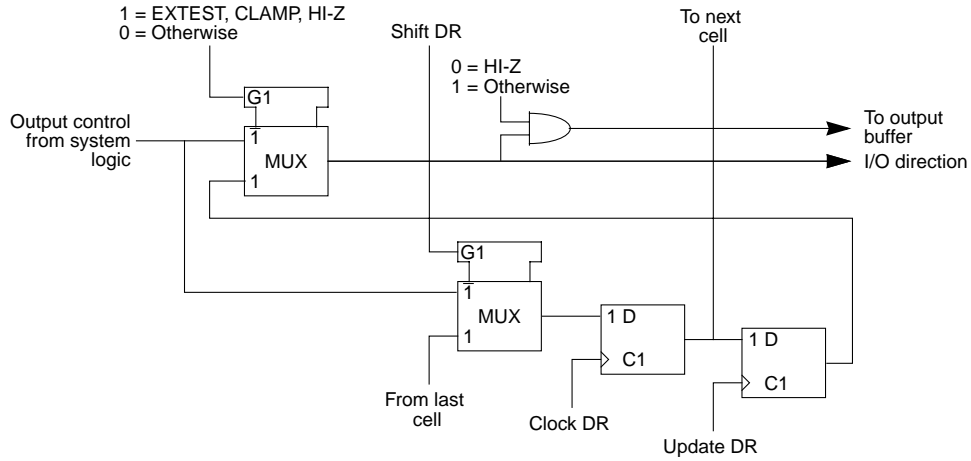 1 = EXTEST, CLAMP, HI-Z
0 = Otherwise
Shift DR
To next
cell
0 = HI-Z
1 = Otherwise
G1
Output control
from system
logic
1
MUX
1
To output
buffer
I/O direction
G1
1
MUX
1
1 D
C1
1 D
C1
From last
cell
Clock DR
Update DR